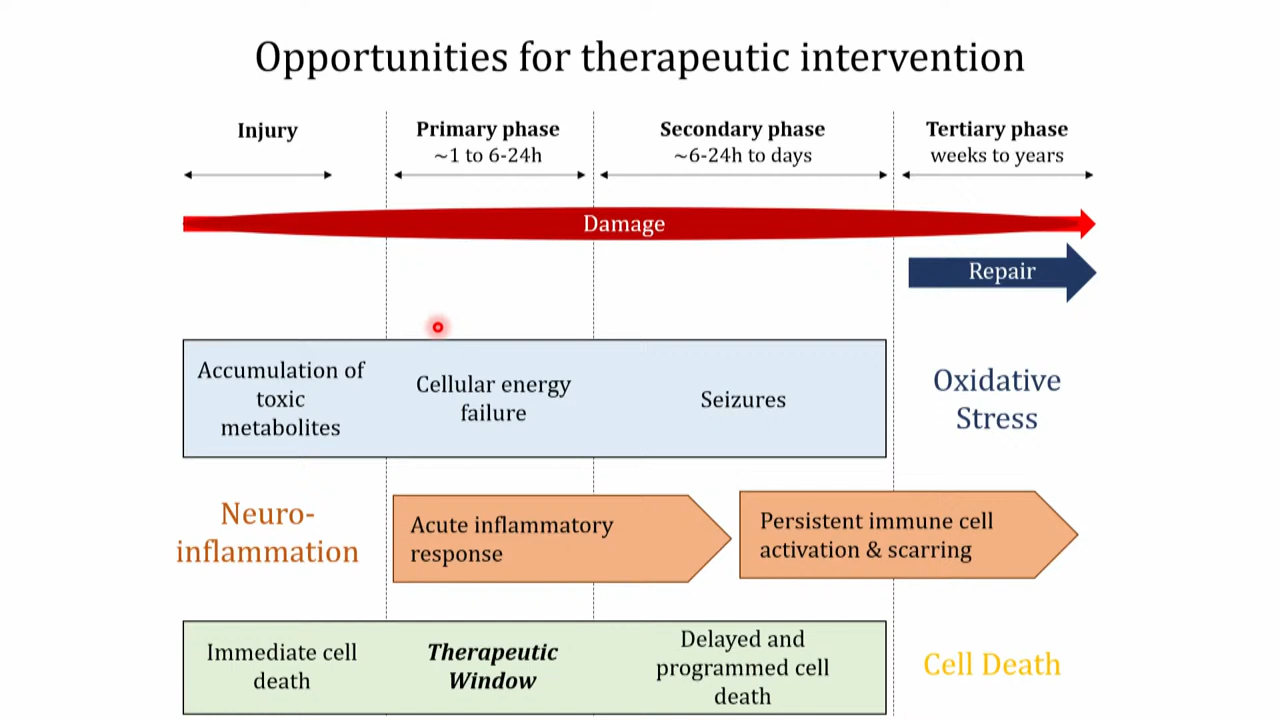 Opportunities for therapeutic intervention
Injury
Primary phase
~1 to 6-24h
Secondary phase
~6-24h to days
Tertiary phase
weeks to years
Damage
Repair
Accumulation of
toxic
metabolites
Cellular energy
failure
Seizures
Oxidative
Stress
Neuro-
inflammation
Acute inflammatory
response
Persistent immune cell
activation & scarring
Immediate cell
death
Therapeutic
Window
Delayed and
programmed cell
death
Cell Death